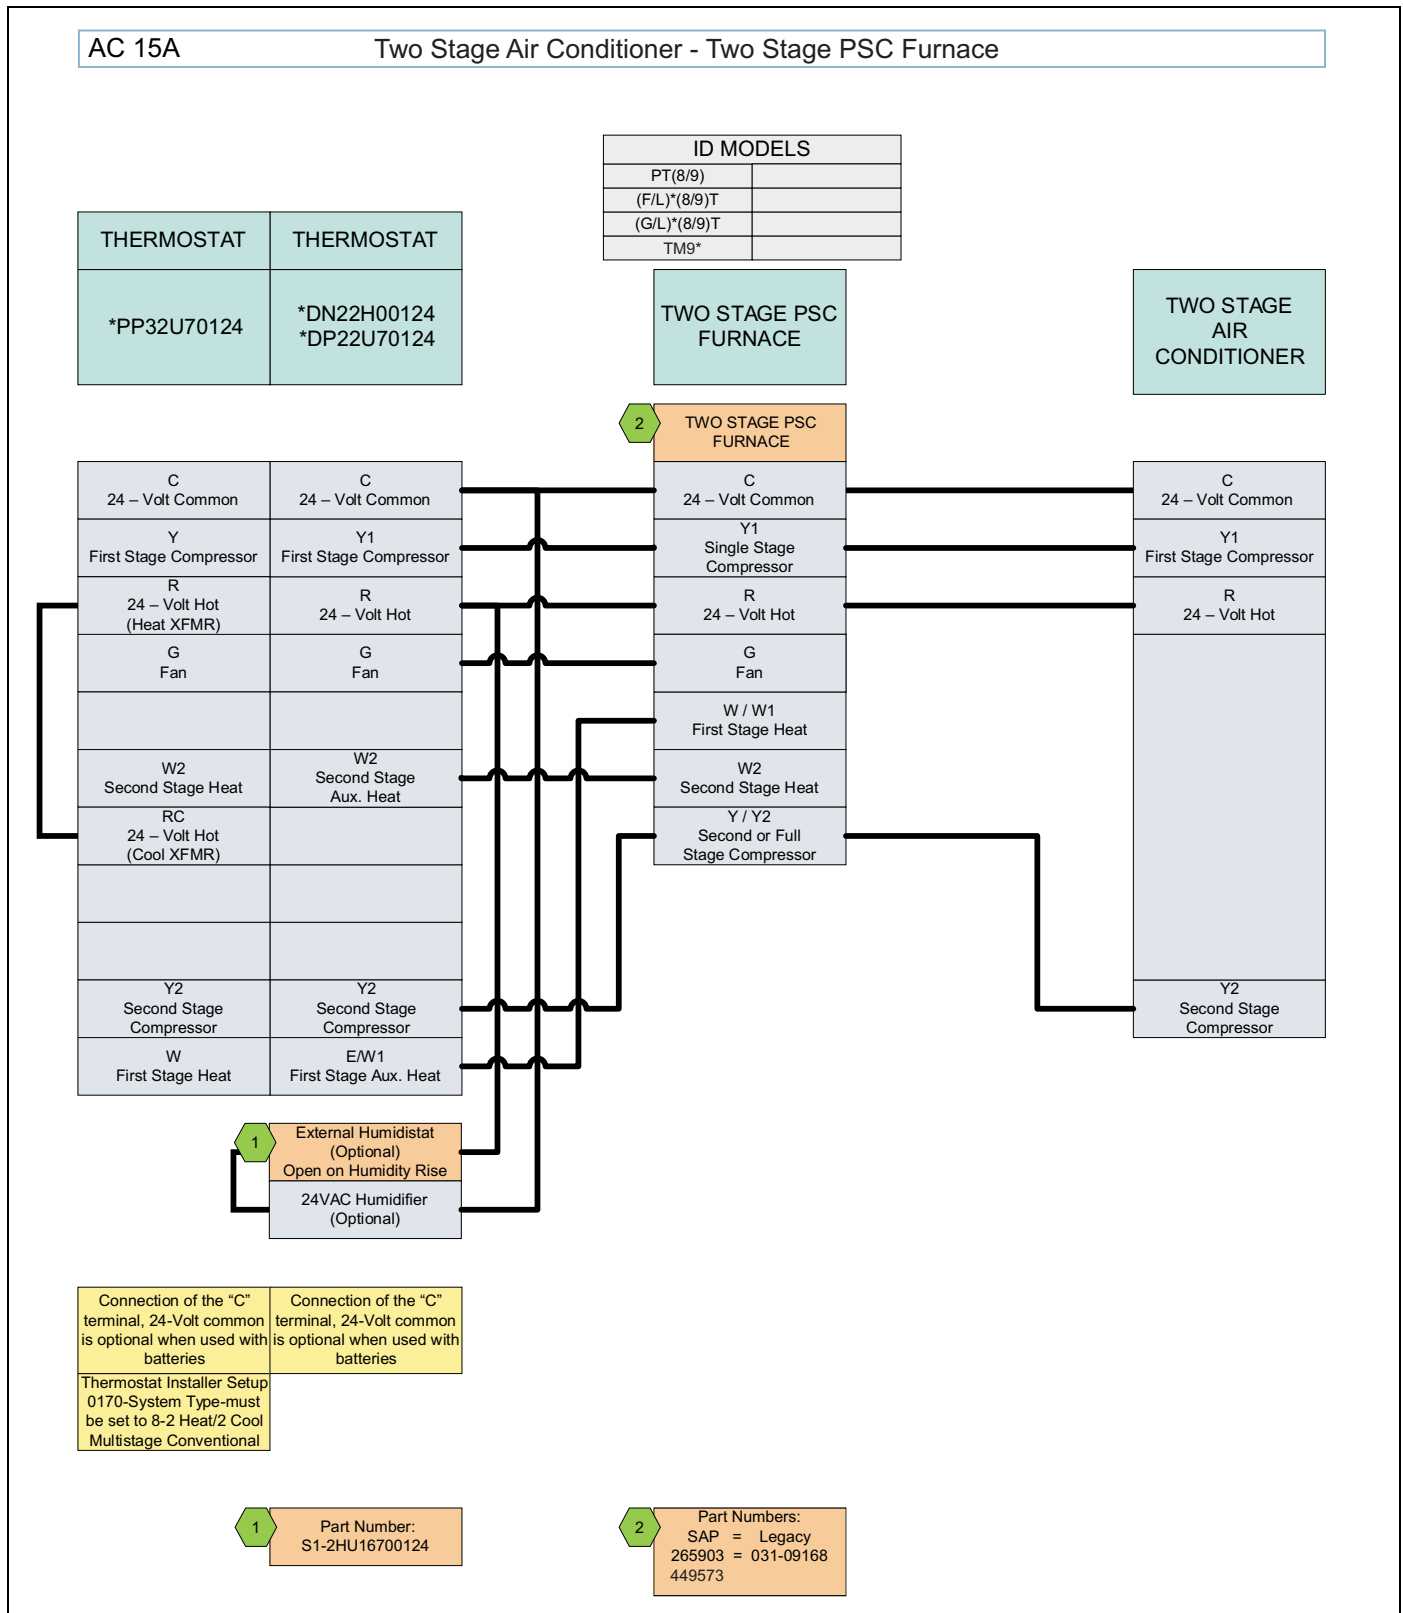 AC 15A
Two Stage Air Conditioner - Two Stage PSC Furnace
ID MODELS
PT(8/9)
(F/L)*(8/9)T
(G/L)*(8/9)T
TM9*
THERMOSTAT
*PP32U70124
THERMOSTAT
*DN22H00124
*DP22U70124
TWO STAGE PSC
FURNACE
TWO STAGE
AIR
CONDITIONER
C
24 – Volt Common
Y
First Stage Compressor
R
24 – Volt Hot
(Heat XFMR)
G
Fan
W2
Second Stage Heat
RC
24 – Volt Hot
(Cool XFMR)
Y2
Second Stage
Compressor
W
First Stage Heat
C
24 – Volt Common
Y1
First Stage Compressor
R
24 – Volt Hot
G
Fan
W2
Second Stage
Aux. Heat
Y2
Second Stage
Compressor
E/W1
First Stage Aux. Heat
2
TWO STAGE PSC
FURNACE
C
24 – Volt Common
Y1
Single Stage
Compressor
R
24 – Volt Hot
G
Fan
W / W1
First Stage Heat
W2
Second Stage Heat
Y / Y2
Second or Full
Stage Compressor
C
24 – Volt Common
Y1
First Stage Compressor
R
24 – Volt Hot
Y2
Second Stage
Compressor
1
External Humidistat
(Optional)
Open on Humidity Rise
24VAC Humidifier
(Optional)
Connection of the “C”
terminal, 24-Volt common
is optional when used with
batteries
Connection of the “C”
terminal, 24-Volt common
is optional when used with
batteries
Thermostat Installer Setup
0170-System Type-must
be set to 8-2 Heat/2 Cool
Multistage Conventional
1
Part Number:
S1-2HU16700124
2
Part Numbers:
SAP = Legacy
265903 = 031-09168
449573